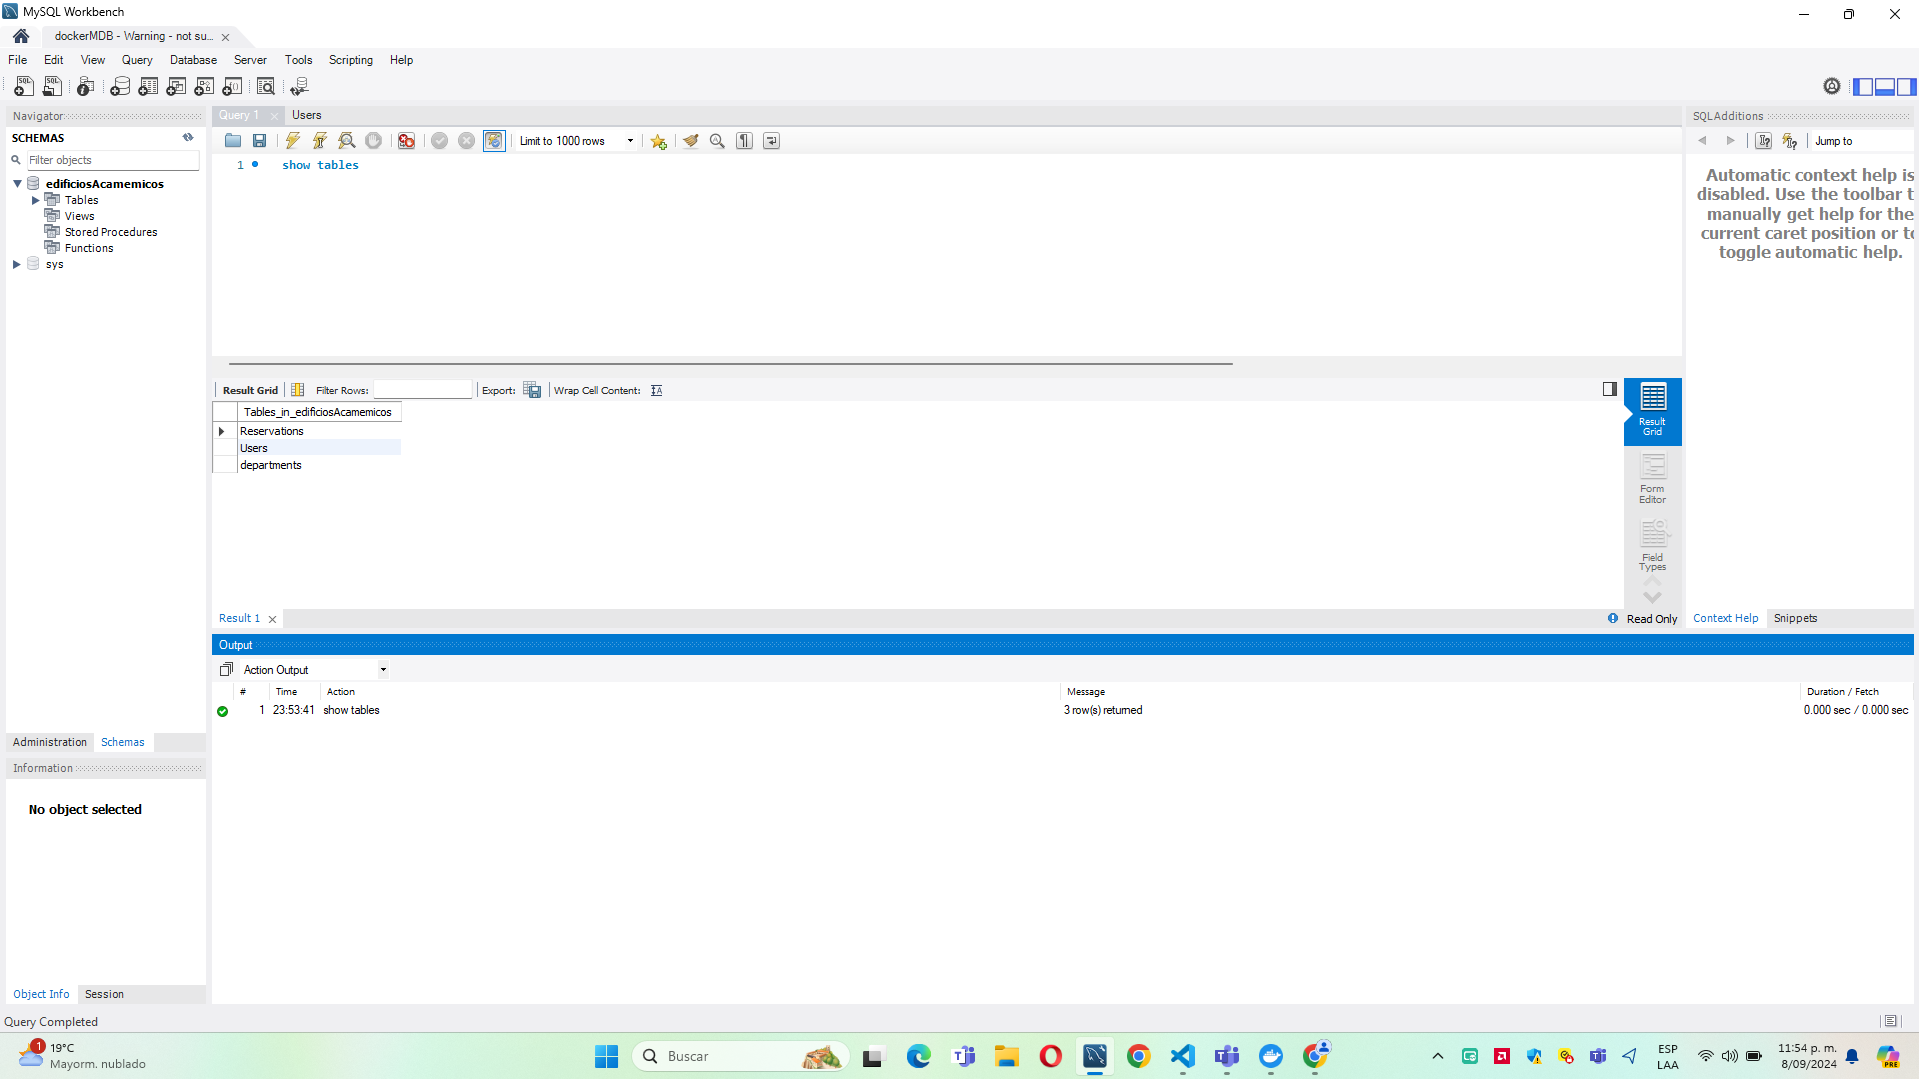 MySQL Workbench
dockerMDB - Warning - not su...
File Edit View Query Database Server Tools Scripting Help
Navigator
SCHEMAS
Filter objects
edificiosAcamemicos
Tables
Views
Stored Procedures
Functions
sys
Administration Schemas
Information
No object selected
Object Info Session
Query 1 Users
Limit to 1000 rows
1 show tables
Result Grid Filter Rows: Export: Wrap Cell Content:
Tables_in_edificiosAcamemicos
Reservations
Users
departments
Result
Grid
Form
Editor
Field
Types
Result 1 Read Only
SQLAdditions
Jump to
Automatic context help is
disabled. Use the toolbar t
manually get help for the
current caret position or to
toggle automatic help.
Context Help Snippets
Output
Action Output
# Time Action Message Duration / Fetch
1 23:53:41 show tables 3 row(s) returned 0.000 sec / 0.000 sec
Query Completed
1
19°C
Mayorm. nublado
Buscar
ESP
LAA
11:54 p. m.
8/09/2024
PRE